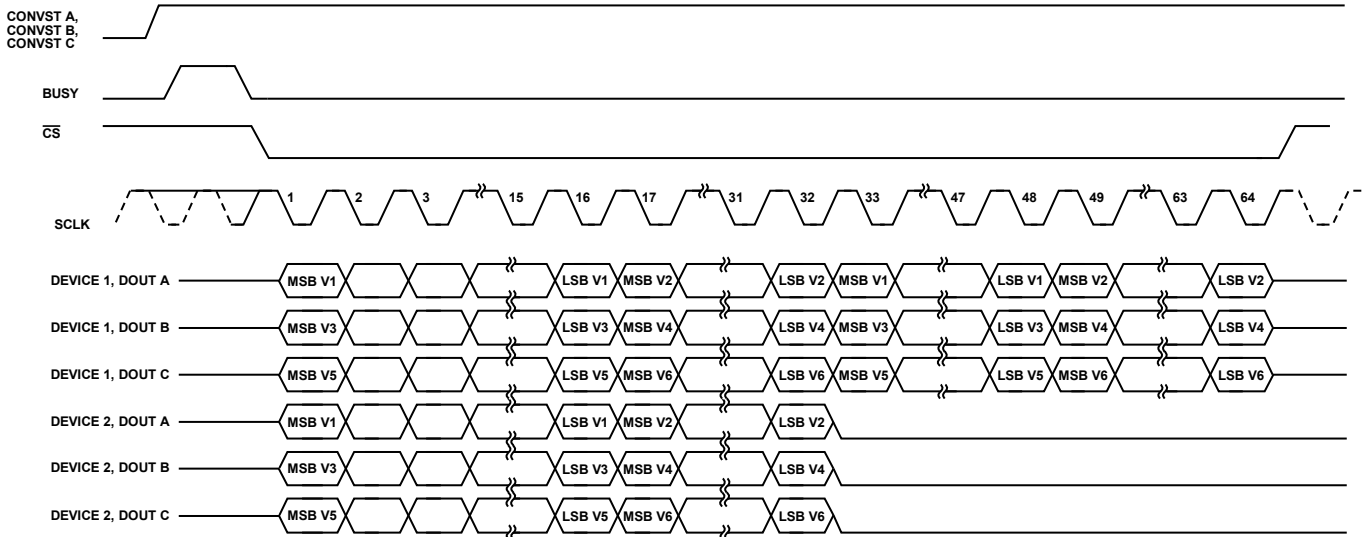 CONVST A,
CONVST B,
CONVST C
BUSY
CS
SCLK
1 2 3 15 16 17 31 32 33 47 48 49 63 64
DEVICE 1, DOUT A MSB V1 LSB V1 MSB V2 LSB V2 MSB V1 LSB V1 MSB V2 LSB V2
DEVICE 1, DOUT B MSB V3 LSB V3 MSB V4 LSB V4 MSB V3 LSB V3 MSB V4 LSB V4
DEVICE 1, DOUT C MSB V5 LSB V5 MSB V6 LSB V6 MSB V5 LSB V5 MSB V6 LSB V6
DEVICE 2, DOUT A MSB V1 LSB V1 MSB V2 LSB V2
DEVICE 2, DOUT B MSB V3 LSB V3 MSB V4 LSB V4
DEVICE 2, DOUT C MSB V5 LSB V5 MSB V6 LSB V6